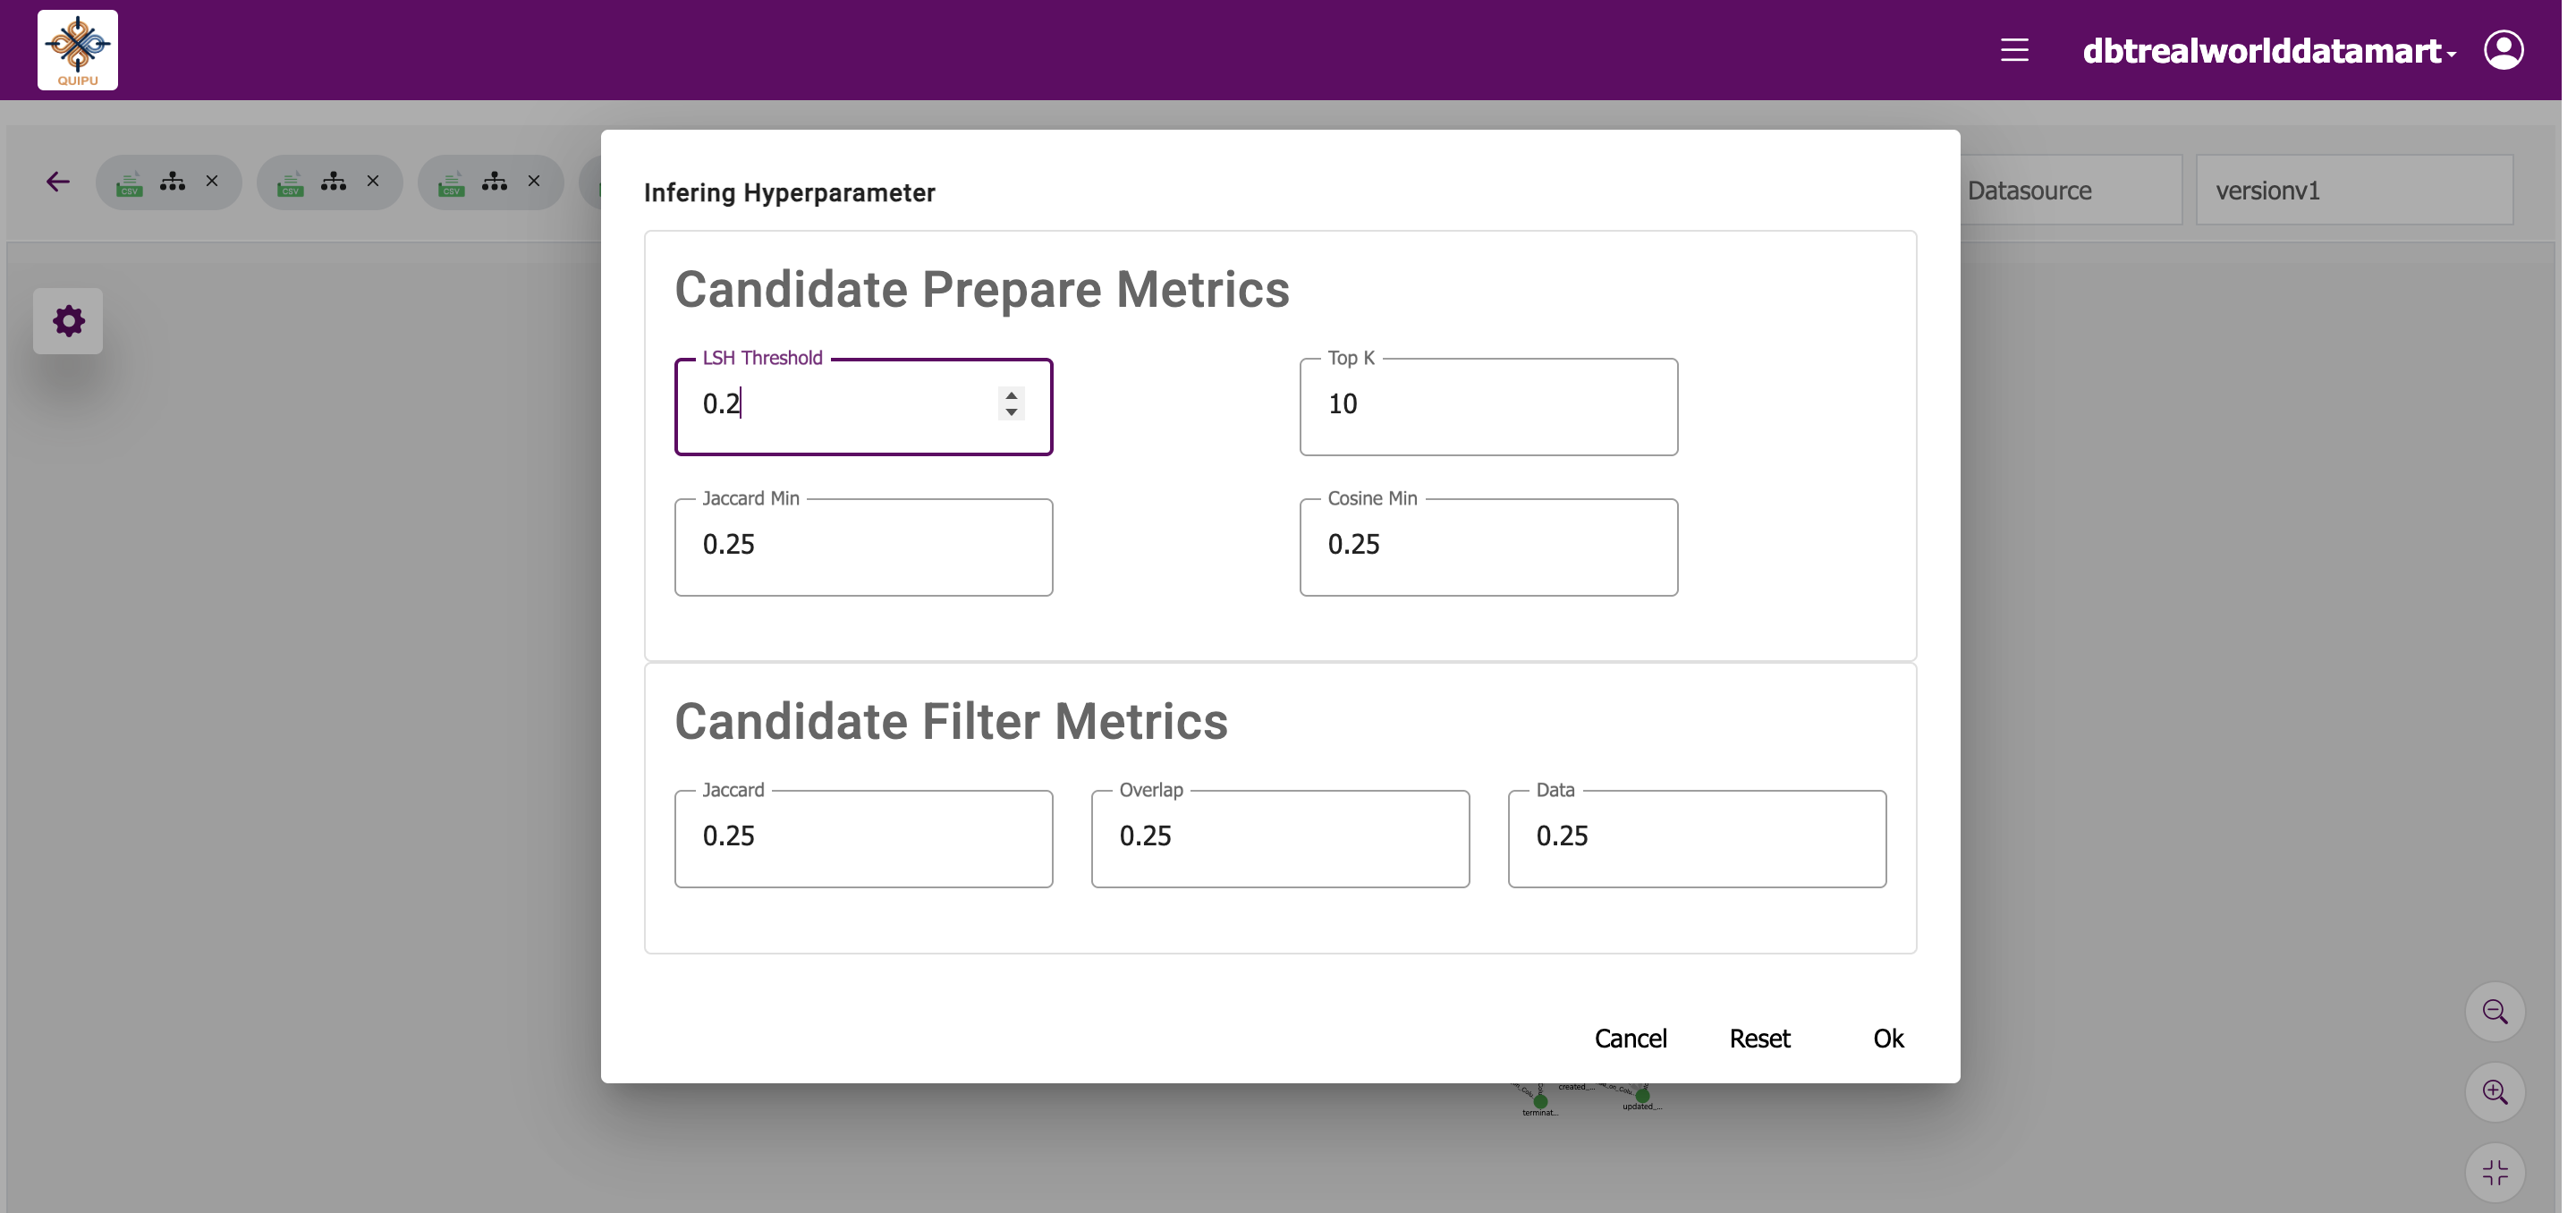 QUIPU
dbtrealworlddatamart
CSV
CSV
CSV
Datasource
versionv1
Infering Hyperparameter
Candidate Prepare Metrics
LSH Threshold
0.2
Top K
10
Jaccard Min
0.25
Cosine Min
0.25
Candidate Filter Metrics
Jaccard
0.25
Overlap
0.25
Data
0.25
Cancel
Reset
Ok
created_...
terminat...
updated_...